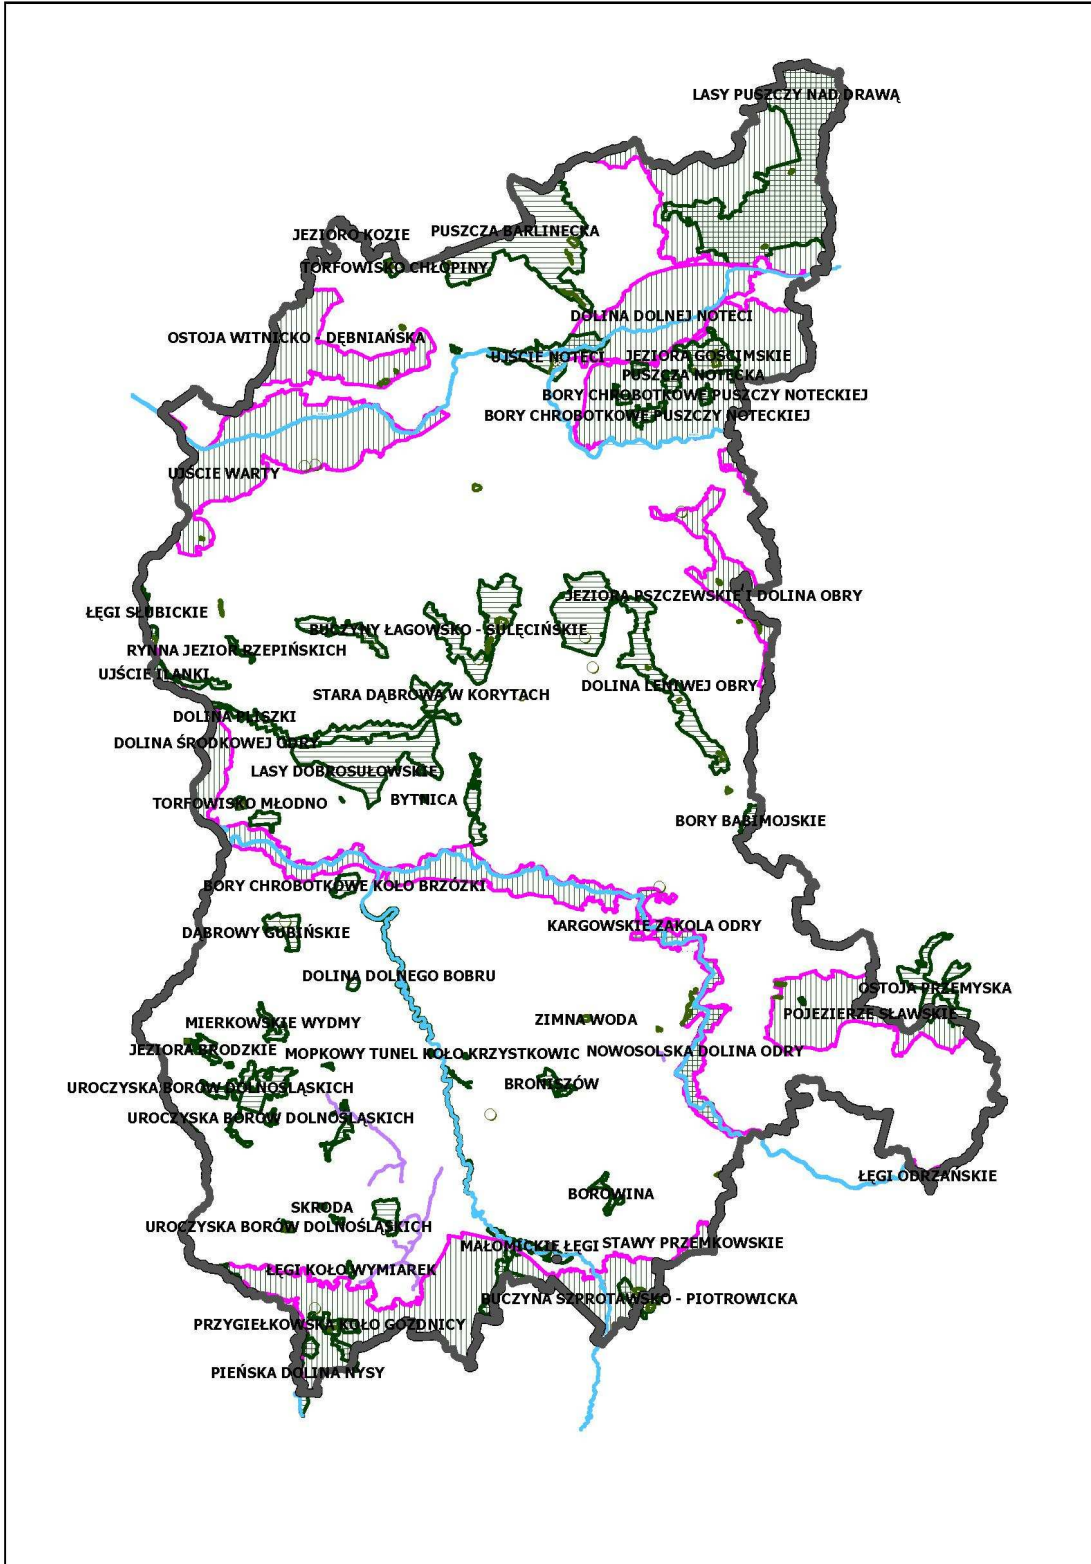 LASY PUSZCZY NAD DRAWĄ
JEZIORO KOZIE
PUSZCZA BARLINECKA
TORFOWISKO CHŁOPINY
DOLINA DOLNEJ NOTECI
OSTOJA WITNICKO - DĘBNIAŃSKA
UJŚCIE NOTECI
JEZIORA GOŚCIMSKIE
PUSZCZA NOTECKA
BORY CHROBOTKOWE PUSZCZY NOTECKIEJ
BORY CHROBOTKOWE PUSZCZY NOTECKIEJ
UJŚCIE WARTY
JEZIORA PSZCZEWSKIE I DOLINA OBRY
ŁĘGI SŁUBICKIE
BUCZYNY ŁAGOWSKO - SULĘCIŃSKIE
RYNNA JEZIOR RZEPIŃSKICH
UJŚCIE ILANKI
DOLINA LENIWEJ OBRY
STARA DĄBROWA W KORYTACH
DOLINA PLISZKI
DOLINA ŚRODKOWEJ ODRY
LASY DOBROSUŁOWSKIE
BYTNICA
TORFOWISKO MŁODNO
BORY BABIMOJSKIE
BORY CHROBOTKOWE KOŁO BRZÓZKI
KARGOWSKIE ZAKOLA ODRY
DĄBROWY GUBIŃSKIE
DOLINA DOLNEGO BOBRU
OSTOJA PRZEMYSKA
POJEZIERZE SŁAWSKIE
MIERKOWSKIE WYDMY
ZIMNA WODA
JEZIORA BRODZKIE
MOPKOWY TUNEL KOŁO KRZYSTKOWIC
NOWOSOLSKA DOLINA ODRY
UROCZYSKA BORÓW DOLNOŚLĄSKICH
BRONISZÓW
UROCZYSKA BORÓW DOLNOŚLĄSKICH
ŁĘGI ODRZAŃSKIE
BOROWINA
SKRODA
UROCZYSKA BORÓW DOLNOŚLĄSKICH
MAŁOMICKIE ŁĘGI
STAWY PRZEMKOWSKIE
ŁĘGI KOŁO WYMIAREK
BUCZYNA SZPROTAWSKO - PIOTROWICKA
PRZYGIEŁKOWSKA KOŁO GOZDNICY
PIEŃSKA DOLINA NYSY